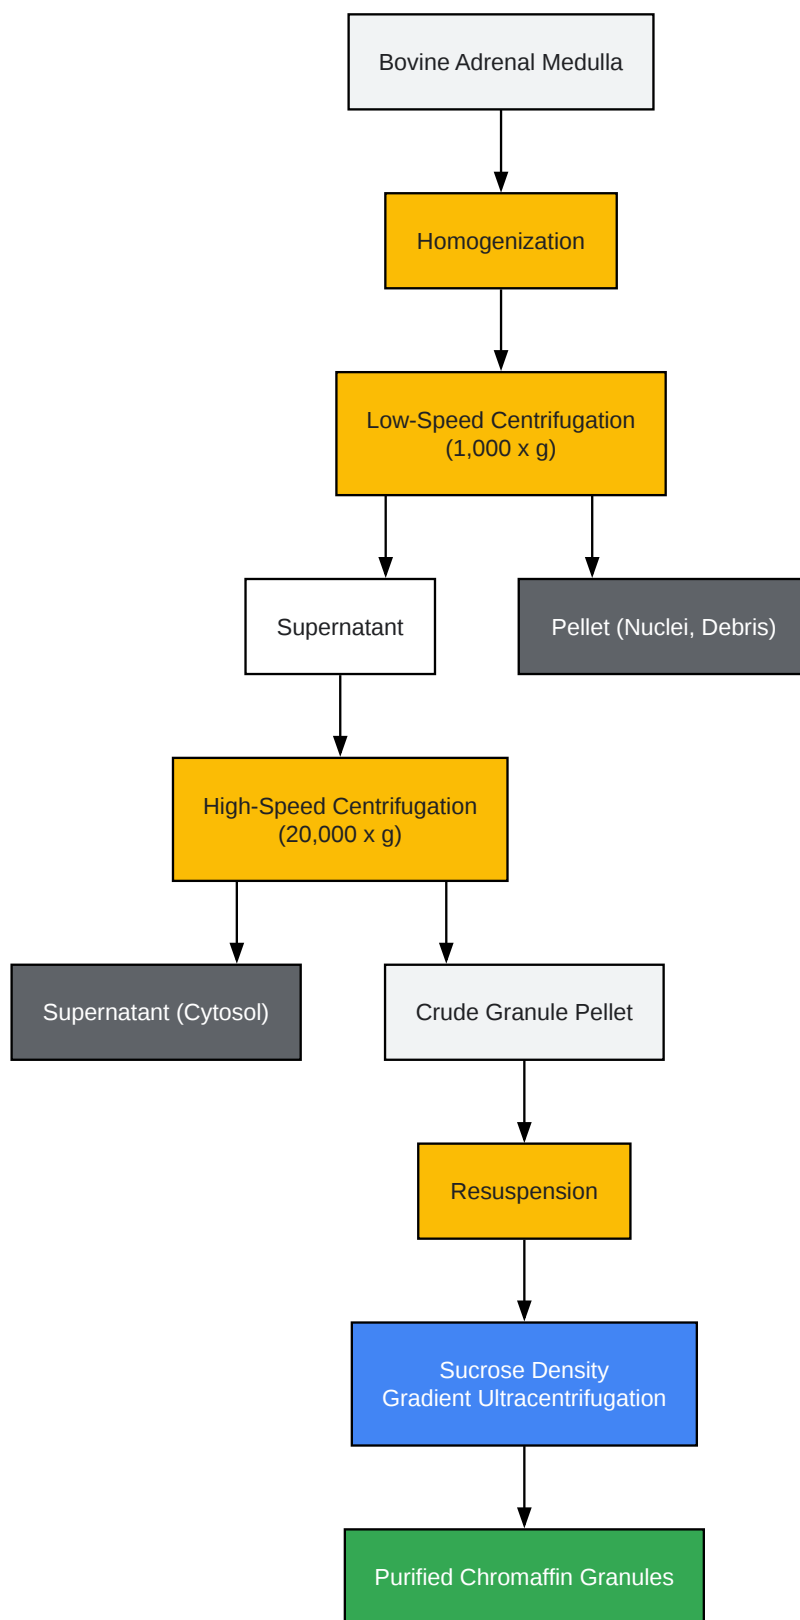 Bovine Adrenal Medulla
Homogenization
Low-Speed Centrifugation
(1,000 x g)
Supernatant
Pellet (Nuclei, Debris)
High-Speed Centrifugation
(20,000 x g)
Supernatant (Cytosol)
Crude Granule Pellet
Resuspension
Sucrose Density
Gradient Ultracentrifugation
Purified Chromaffin Granules